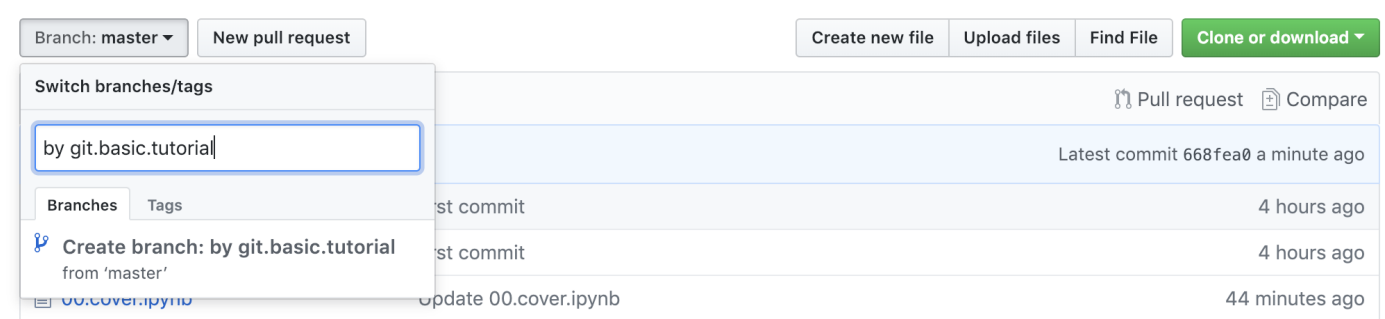 Branch: master New pull request Create new file Upload files Find File Clone or download
Switch branches/tags
Pull request Compare
by git.basic.tutorial
Latest commit 668fea0 a minute ago
Branches Tags
rst commit 4 hours ago
Create branch: by git.basic.tutorial
rst commit 4 hours ago
from ‘master’
00.cover.ipynb Update 00.cover.ipynb 44 minutes ago